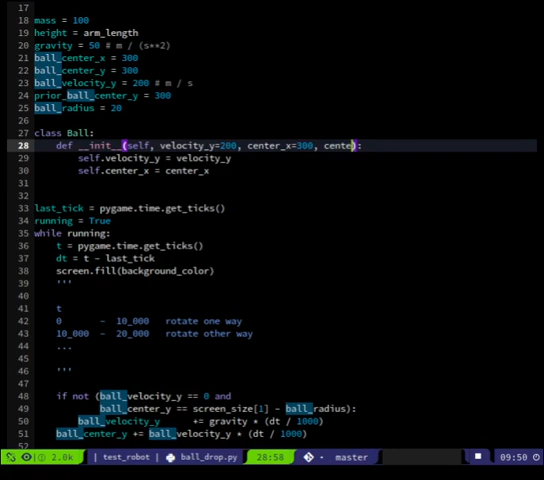 17
18 mass = 100
19 height = arm_length
20 gravity = 50 # m / (s**2)
21 ball_center_x = 300
22 ball_center_y = 300
23 ball_velocity_y = 200 # m / s
24 prior_ball_center_y = 300
25 ball_radius = 20
26
27 class Ball:
28     def __init__(self, velocity_y=200, center_x=300, cente):
29         self.velocity_y = velocity_y
30         self.center_x = center_x
31
32
33 last_tick = pygame.time.get_ticks()
34 running = True
35 while running:
36     t = pygame.time.get_ticks()
37     dt = t - last_tick
38     screen.fill(background_color)
39     '''
40
41     t
42     0       -  10_000   rotate one way
43     10_000  -  20_000   rotate other way
44     ...
45
46     '''
47
48     if not (ball_velocity_y == 0 and
49             ball_center_y == screen_size[1] - ball_radius):
50         ball_velocity_y      += gravity * (dt / 1000)
51     ball_center_y += ball_velocity_y * (dt / 1000)
52
2.0k | test_robot | ball_drop.py 28:58 master 09:50